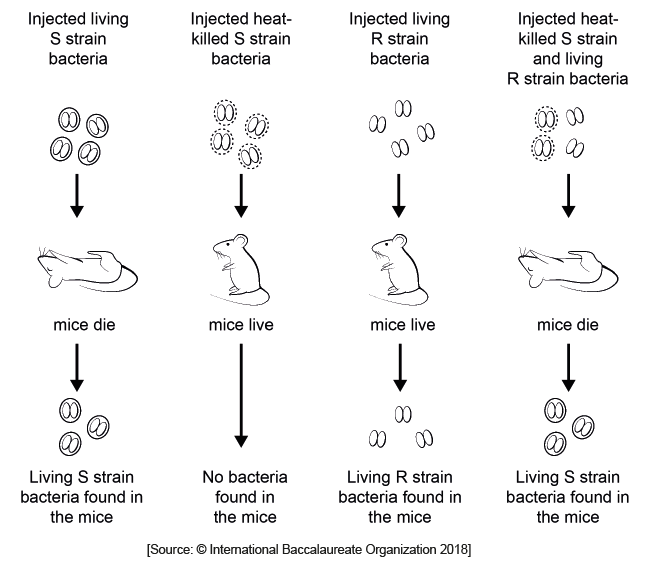 Injected living
S strain
bacteria
Injected heat-
killed S strain
bacteria
Injected living
R strain
bacteria
Injected heat-
killed S strain
and living
R strain bacteria
mice die
mice live
mice live
mice die
Living S strain
bacteria found in
the mice
No bacteria
found in
the mice
Living R strain
bacteria found in
the mice
Living S strain
bacteria found in
the mice
[Source: © International Baccalaureate Organization 2018]